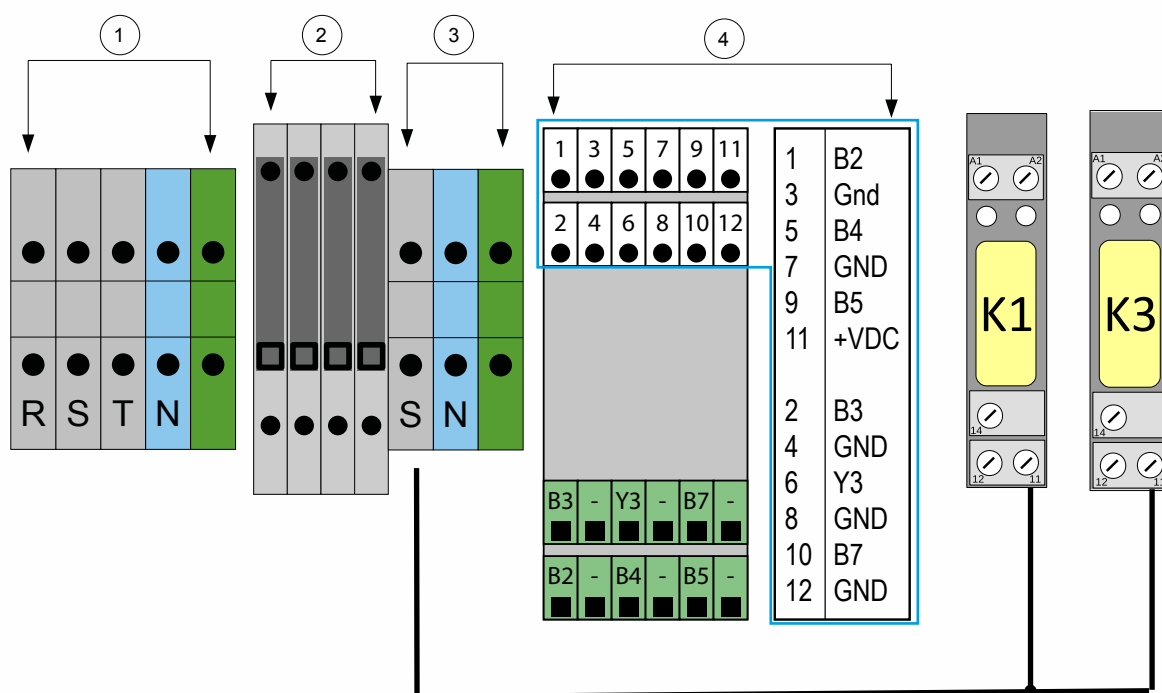 1
2
3
4
R S T N
S N
1 3 5 7 9 11
2 4 6 8 10 12
B3 - Y3 - B7 -
B2 - B4 - B5 -
1 B2
3 Gnd
5 B4
7 GND
9 B5
11 +VDC
2 B3
4 GND
6 Y3
8 GND
10 B7
12 GND
A1 A2
K1
14
12 11
A1 A2
K3
14
12 11